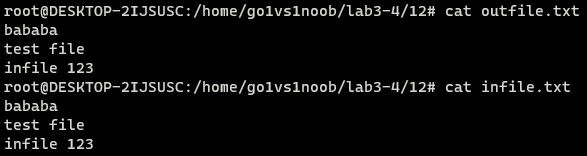 root@DESKTOP-2IJSUSC:/home/go1vs1noob/lab3-4/12# cat outfile.txt
bababa
test file
infile 123
root@DESKTOP-2IJSUSC:/home/go1vs1noob/lab3-4/12# cat infile.txt
bababa
test file
infile 123